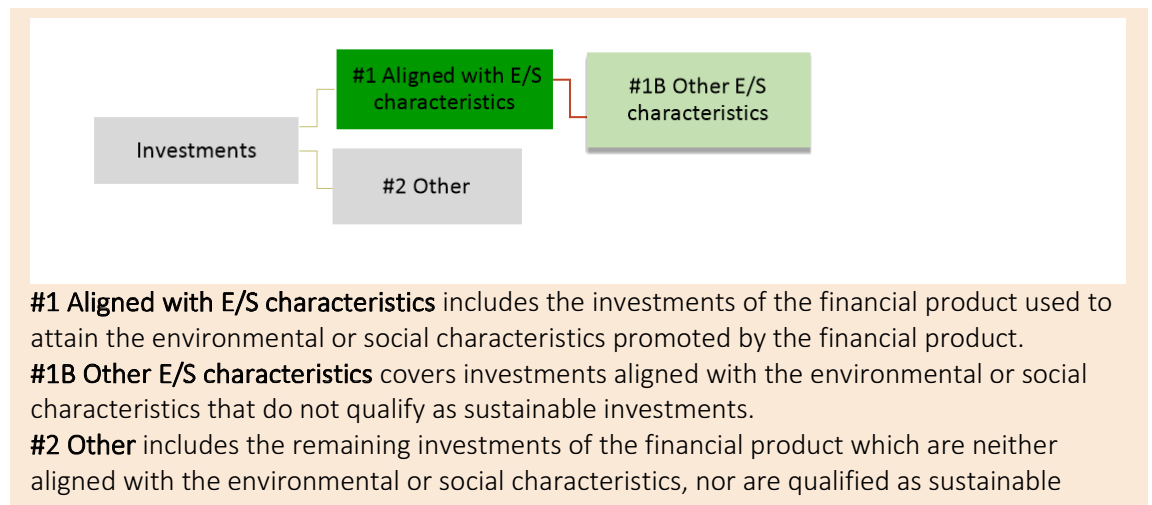 #1 Aligned with E/S
characteristics
#1B Other E/S
characteristics
Investments
#2 Other
#1 Aligned with E/S characteristics includes the investments of the financial product used to
attain the environmental or social characteristics promoted by the financial product.
#1B Other E/S characteristics covers investments aligned with the environmental or social
characteristics that do not qualify as sustainable investments.
#2 Other includes the remaining investments of the financial product which are neither
aligned with the environmental or social characteristics, nor are qualified as sustainable